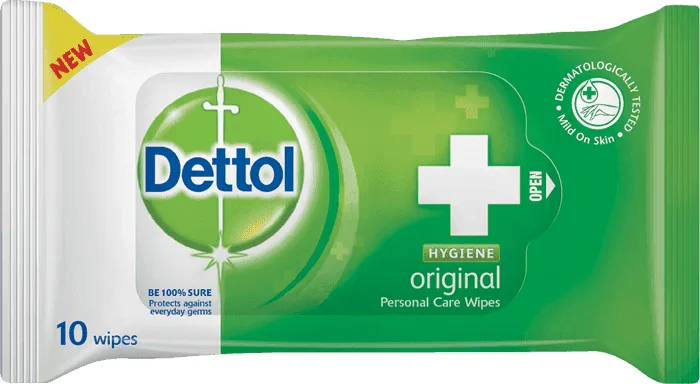 NEW
DERMATOLOGICALLY TESTED
Mild On Skin
Dettol
OPEN
HYGIENE
original
Personal Care Wipes
BE 100% SURE
Protects against
everyday germs
10 wipes